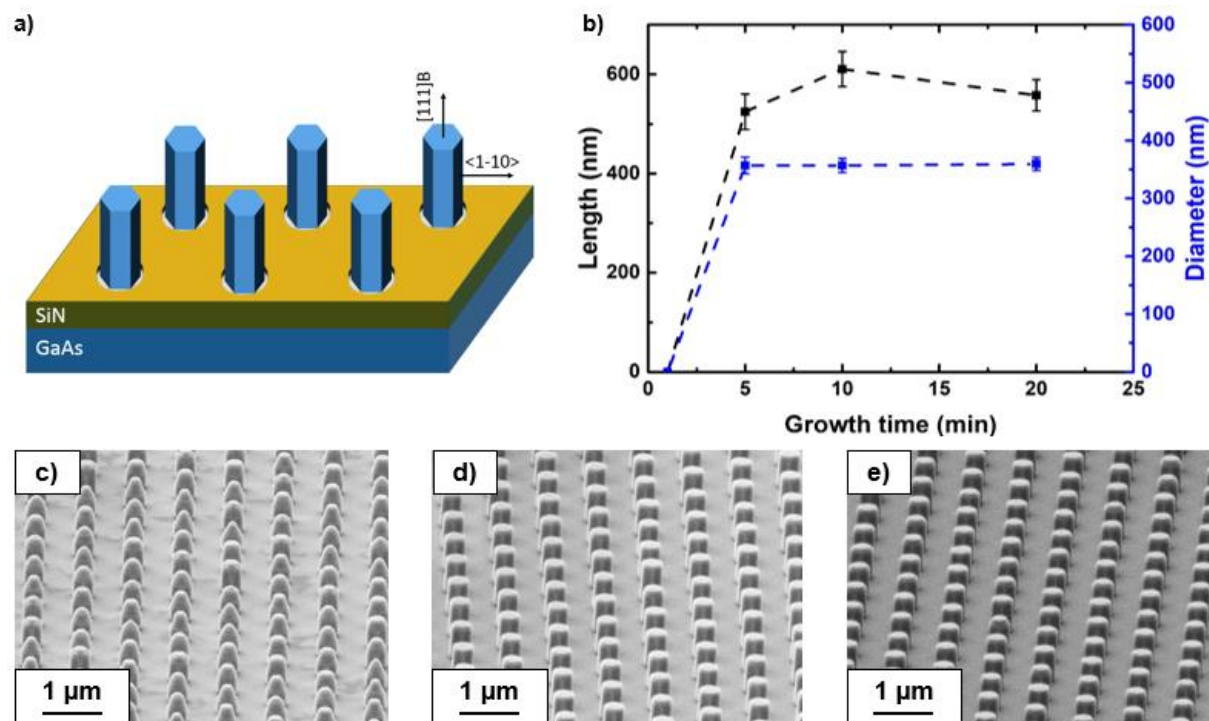 a)
[111]B
<1-10>
SiN
GaAs
b)
600
400
200
0
Length (nm)
0 5 10 15 20 25
Growth time (min)
600
500
400
300
200
100
0
Diameter (nm)
c)
1 µm
d)
1 µm
e)
1 µm